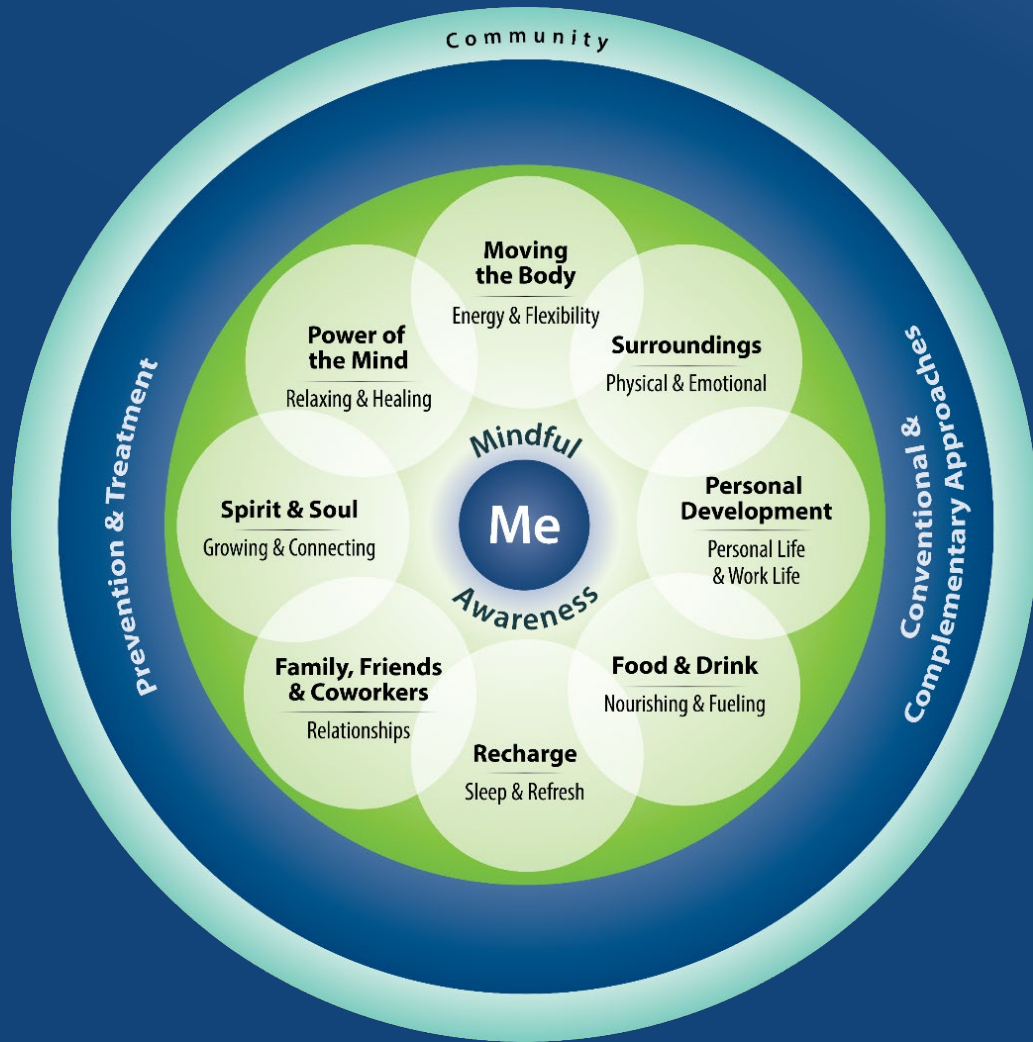 Community
Prevention & Treatment
Conventional &
Complementary Approaches
Moving
the Body
Energy & Flexibility
Surroundings
Physical & Emotional
Personal
Development
Personal Life
& Work Life
Food & Drink
Nourishing & Fueling
Recharge
Sleep & Refresh
Family, Friends
& Coworkers
Relationships
Spirit & Soul
Growing & Connecting
Power of
the Mind
Relaxing & Healing
Mindful
Me
Awareness